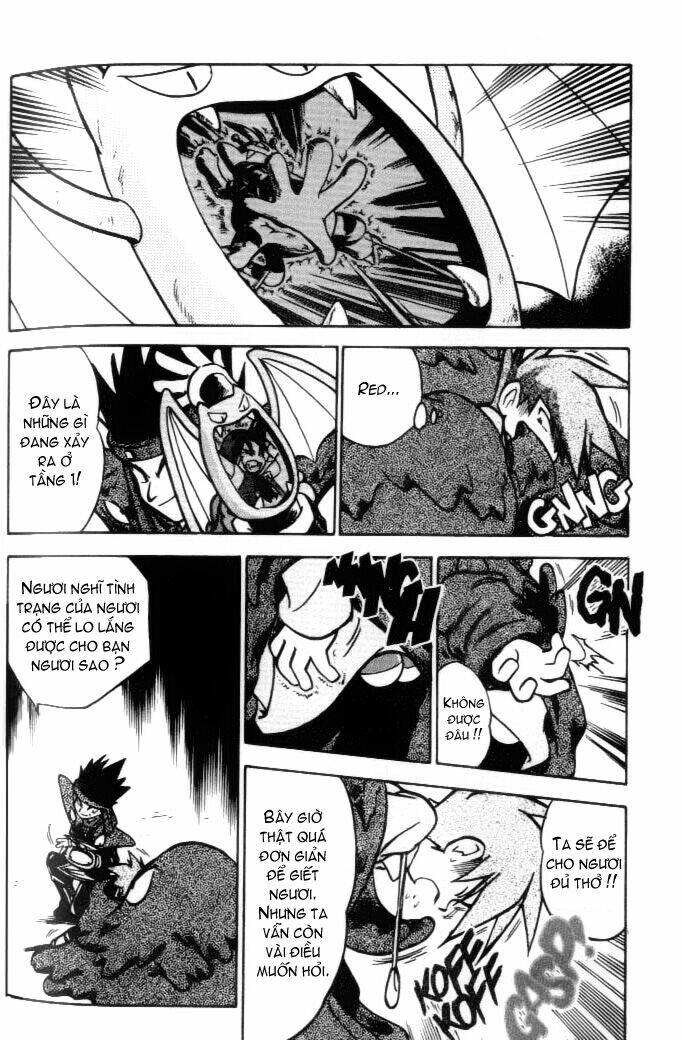 Red...
GNNG
Đây là
những gì
đang xảy
ra ở
tầng 1!
GN
Không
được
đâu !!
Ngươi nghĩ tình
trạng của ngươi
có thể lo lắng
được cho bạn
ngươi sao ?
Ta sẽ để
cho ngươi
đủ thở !!
GASP!
KOFF
KOFF
Bây giờ
thật quá
đơn giản
để giết
ngươi.
Nhưng ta
vẫn còn
vài điều
muốn hỏi.